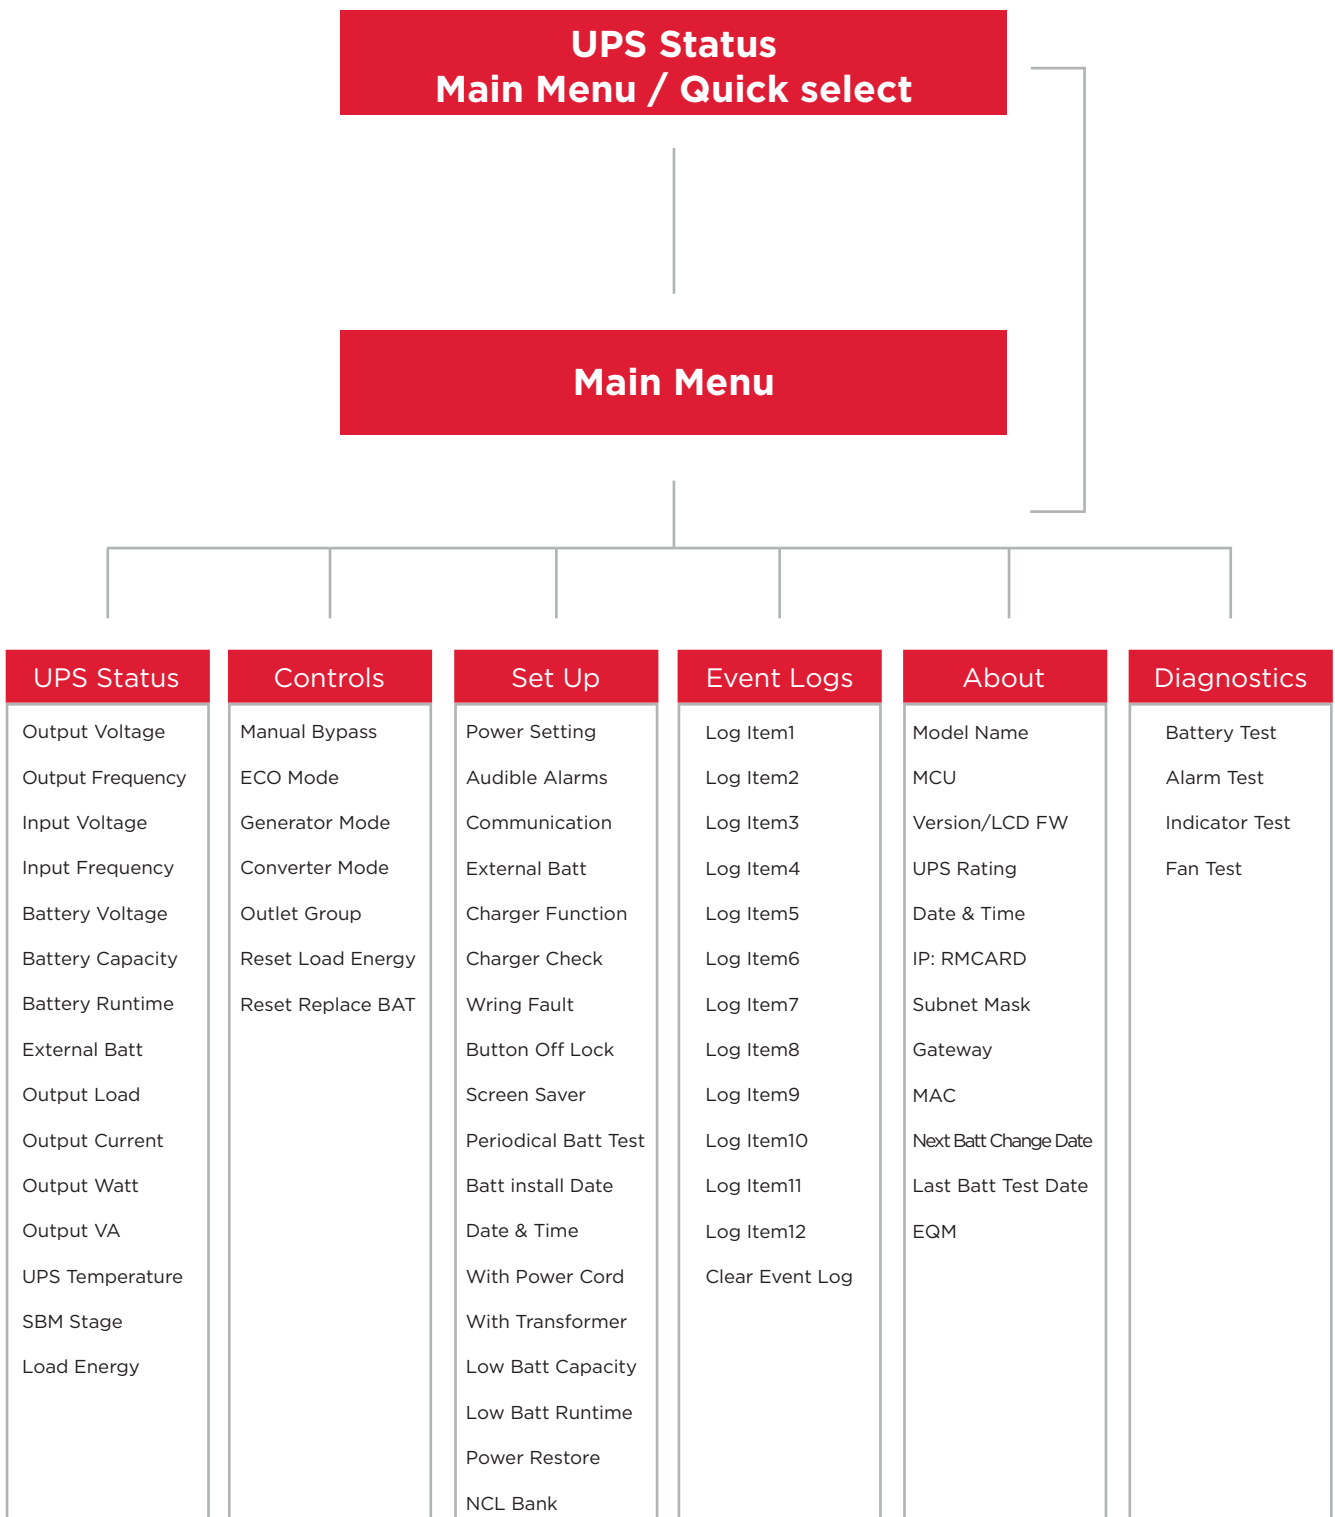 UPS Status
Main Menu / Quick select
Main Menu
UPS Status
Output Voltage
Output Frequency
Input Voltage
Input Frequency
Battery Voltage
Battery Capacity
Battery Runtime
External Batt
Output Load
Output Current
Output Watt
Output VA
UPS Temperature
SBM Stage
Load Energy
Controls
Manual Bypass
ECO Mode
Generator Mode
Converter Mode
Outlet Group
Reset Load Energy
Reset Replace BAT
Set Up
Power Setting
Audible Alarms
Communication
External Batt
Charger Function
Charger Check
Wring Fault
Button Off Lock
Screen Saver
Periodical Batt Test
Batt install Date
Date & Time
With Power Cord
With Transformer
Low Batt Capacity
Low Batt Runtime
Power Restore
NCL Bank
Event Logs
Log Item1
Log Item2
Log Item3
Log Item4
Log Item5
Log Item6
Log Item7
Log Item8
Log Item9
Log Item10
Log Item11
Log Item12
Clear Event Log
About
Model Name
MCU
Version/LCD FW
UPS Rating
Date & Time
IP: RMCARD
Subnet Mask
Gateway
MAC
Next Batt Change Date
Last Batt Test Date
EQM
Diagnostics
Battery Test
Alarm Test
Indicator Test
Fan Test